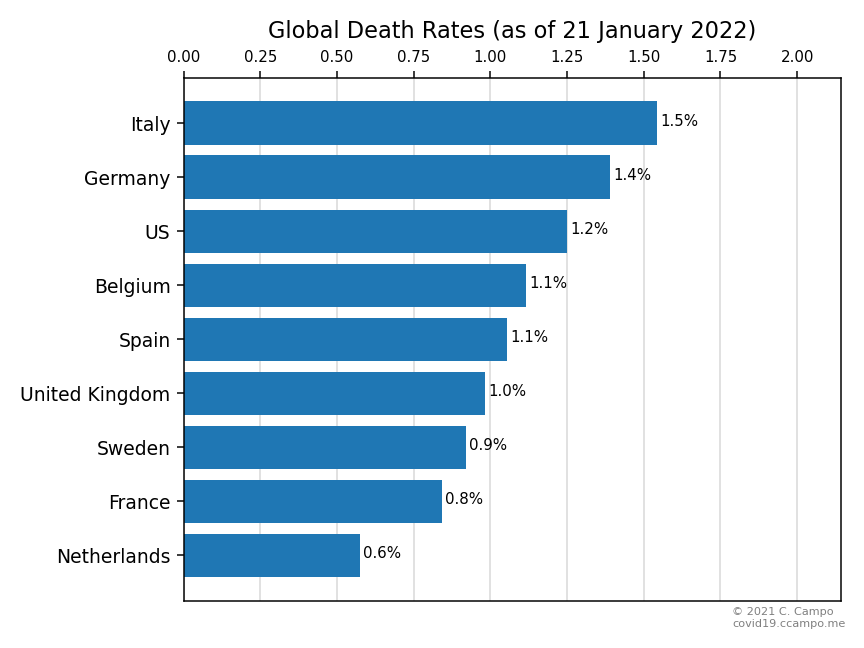 Global Death Rates (as of 21 January 2022)
0.00 0.25 0.50 0.75 1.00 1.25 1.50 1.75 2.00
Italy 1.5%
Germany 1.4%
US 1.2%
Belgium 1.1%
Spain 1.1%
United Kingdom 1.0%
Sweden 0.9%
France 0.8%
Netherlands 0.6%
© 2021 C. Campo
covid19.ccampo.me